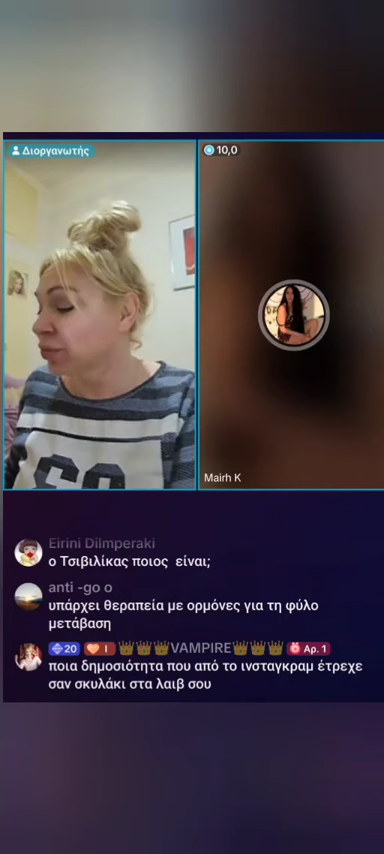 Διοργανωτής
10,0
Mairh K
Eirini Dilmperaki
ο Τσιβιλίκας ποιος είναι;
anti -go o
υπάρχει θεραπεία με ορμόνες για τη φύλο
μετάβαση
20 I 👑👑👑VAMPIRE👑👑👑 Αρ. 1
ποια δημοσιότητα που από το ινσταγκραμ έτρεχε
σαν σκυλάκι στα λαιβ σου